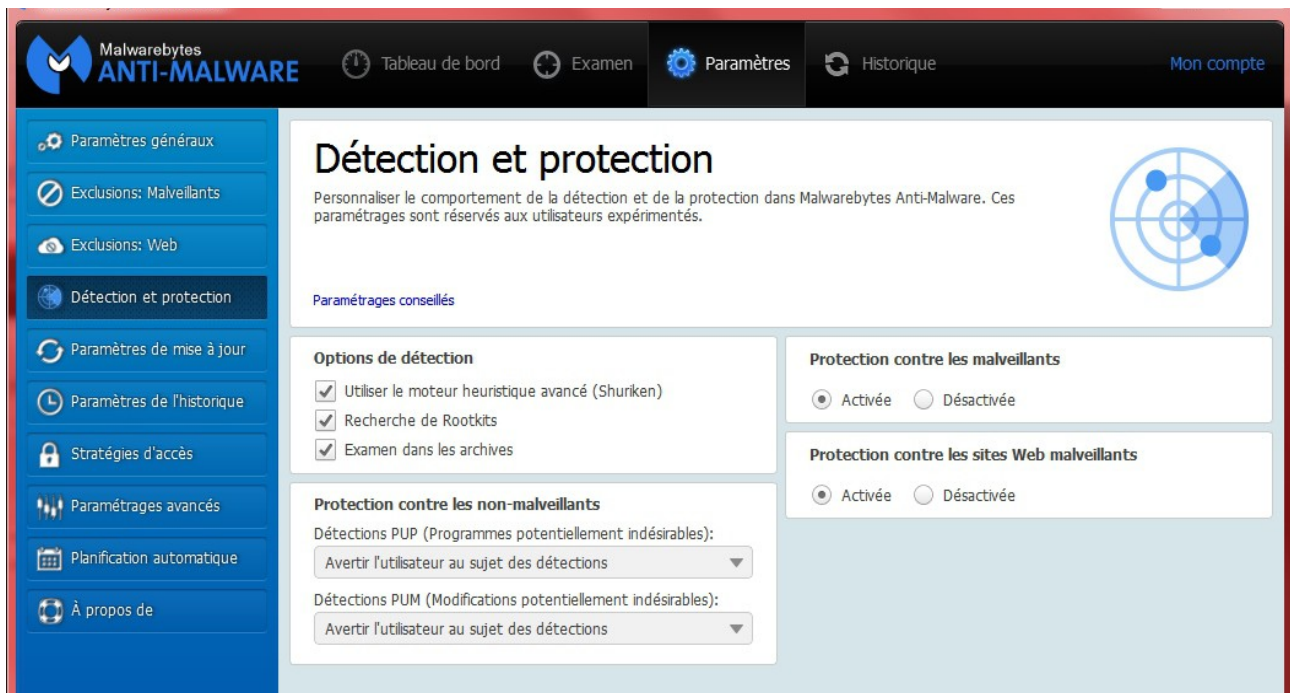 Malwarebytes
ANTI-MALWARE
Tableau de bord
Examen
Paramètres
Historique
Mon compte
Paramètres généraux
Exclusions: Malveillants
Exclusions: Web
Détection et protection
Paramètres de mise à jour
Paramètres de l'historique
Stratégies d'accès
Paramétrages avancés
Planification automatique
À propos de
Détection et protection
Personnaliser le comportement de la détection et de la protection dans Malwarebytes Anti-Malware. Ces
paramétrages sont réservés aux utilisateurs expérimentés.
Paramétrages conseillés
Options de détection
Utiliser le moteur heuristique avancé (Shuriken)
Recherche de Rootkits
Examen dans les archives
Protection contre les non-malveillants
Détections PUP (Programmes potentiellement indésirables):
Avertir l'utilisateur au sujet des détections
Détections PUM (Modifications potentiellement indésirables):
Avertir l'utilisateur au sujet des détections
Protection contre les malveillants
Activée
Désactivée
Protection contre les sites Web malveillants
Activée
Désactivée